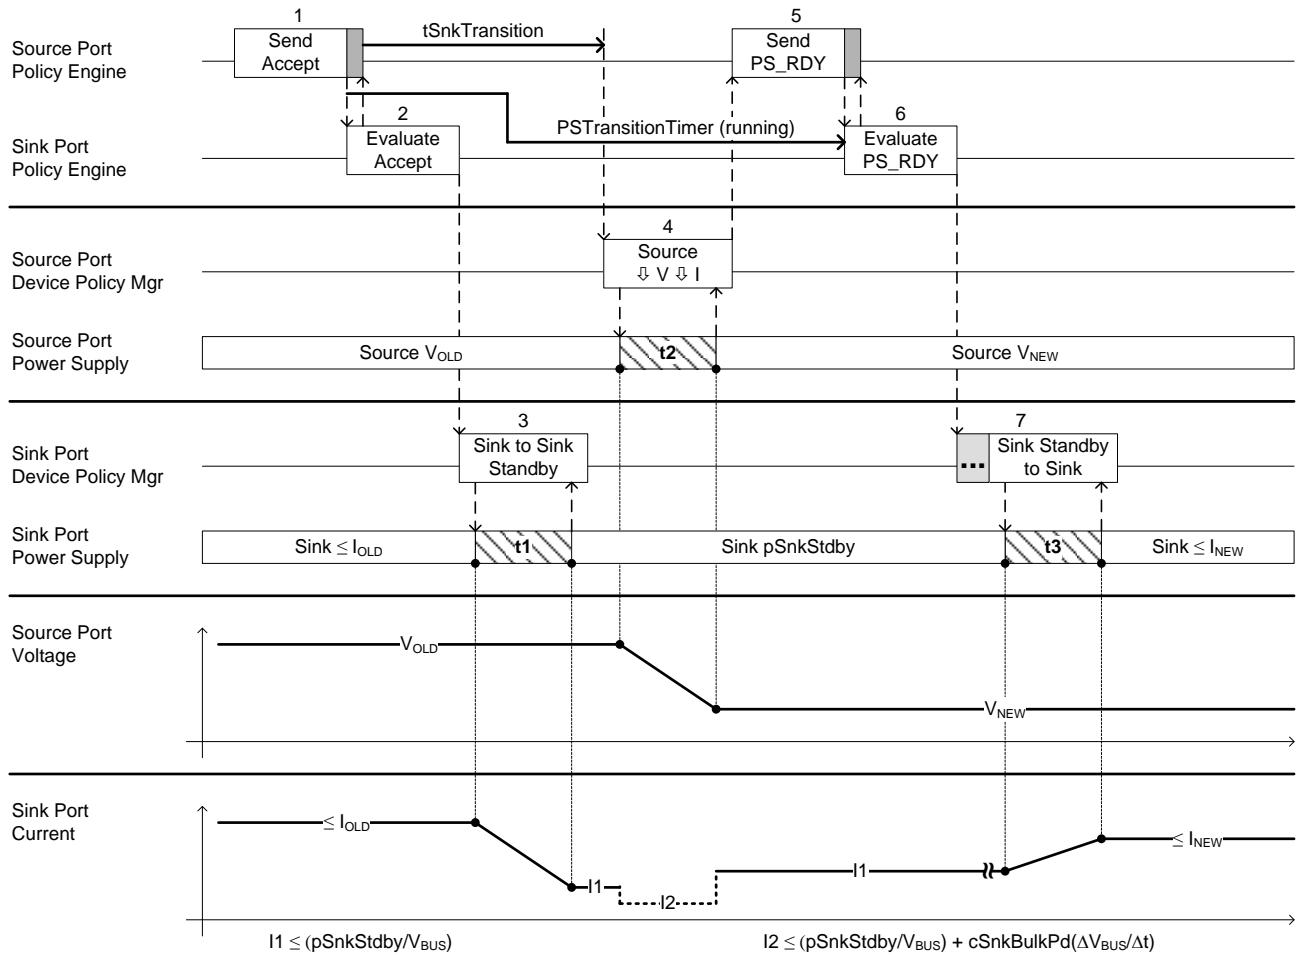 1
5
Source Port
Policy Engine
Send
Accept
tSnkTransition
Send
PS_RDY
2
6
PSTransitionTimer (running)
Sink Port
Policy Engine
Evaluate
Accept
Evaluate
PS_RDY
4
Source Port
Device Policy Mgr
Source
⇩ V ⇩ I
Source Port
Power Supply
Source VOLD
t2
Source VNEW
3
7
Sink Port
Device Policy Mgr
Sink to Sink
Standby
...
Sink Standby
to Sink
Sink Port
Power Supply
Sink ≤ IOLD
t1
Sink pSnkStdby
t3
Sink ≤ INEW
Source Port
Voltage
VOLD
VNEW
Sink Port
Current
≤ IOLD
I1
I2
I1
≤ INEW
I1 ≤ (pSnkStdby/VBUS)
I2 ≤ (pSnkStdby/VBUS) + cSnkBulkPd(ΔVBUS/Δt)